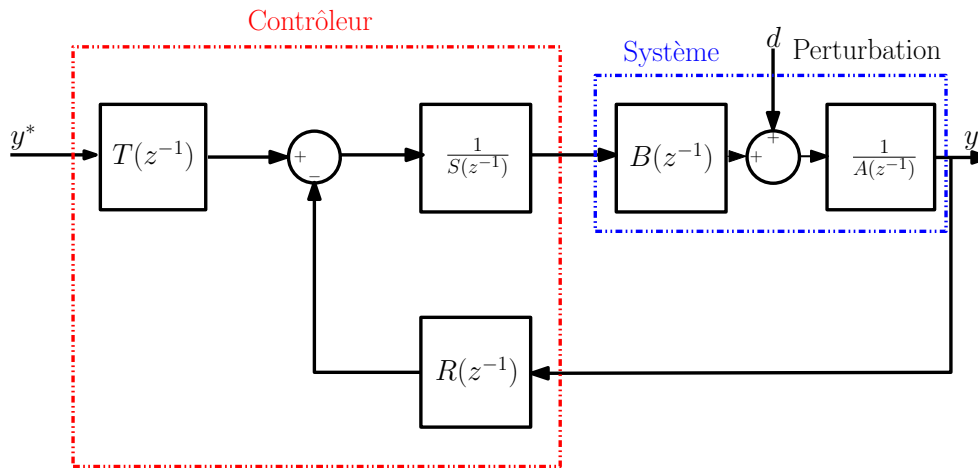 Contrôleur
Système
d
Perturbation
y*
T(z⁻¹)
+
−
1/S(z⁻¹)
B(z⁻¹)
+
+
1/A(z⁻¹)
y
R(z⁻¹)